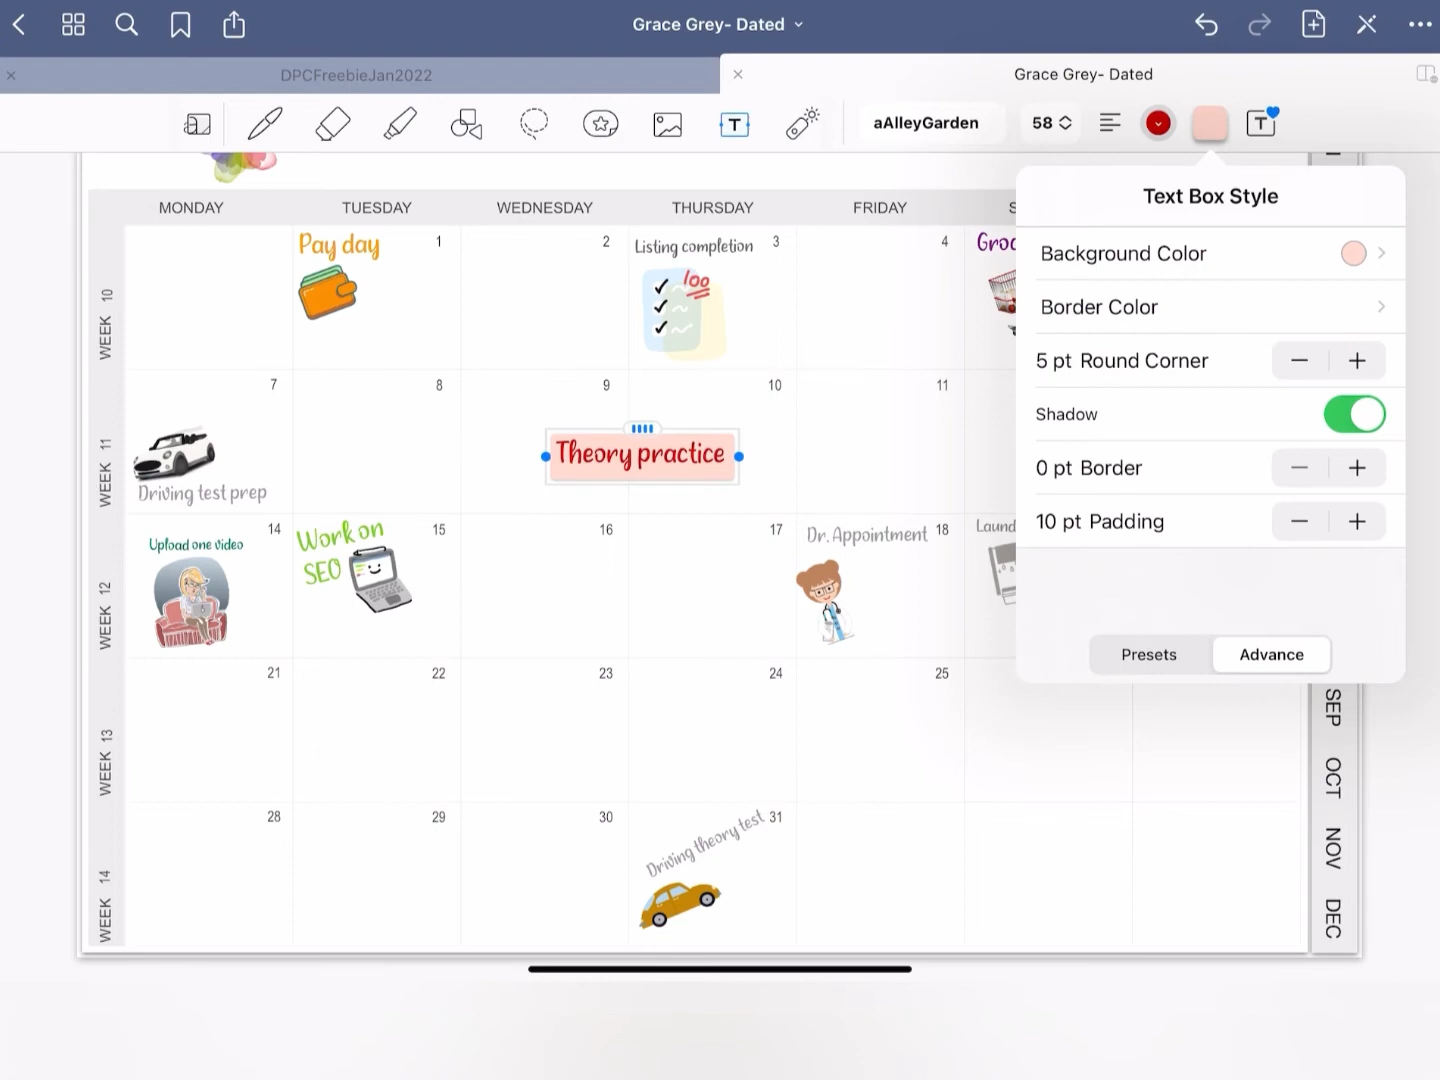 Grace Grey- Dated
DPCFreebieJan2022
Grace Grey- Dated
T
aAlleyGarden
58
T
Text Box Style
Background Color
Border Color
5 pt Round Corner
Shadow
0 pt Border
10 pt Padding
Presets
Advance
MONDAY
TUESDAY
WEDNESDAY
THURSDAY
FRIDAY
S
WEEK 10
Pay day
1
2
Listing completion
3
100
4
Groc
WEEK 11
7
8
9
10
11
Driving test prep
Theory practice
WEEK 12
14
Upload one video
Work on
SEO
15
16
17
Dr. Appointment
18
Laund
WEEK 13
21
22
23
24
25
WEEK 14
28
29
30
Driving theory test
31
SEP
OCT
NOV
DEC